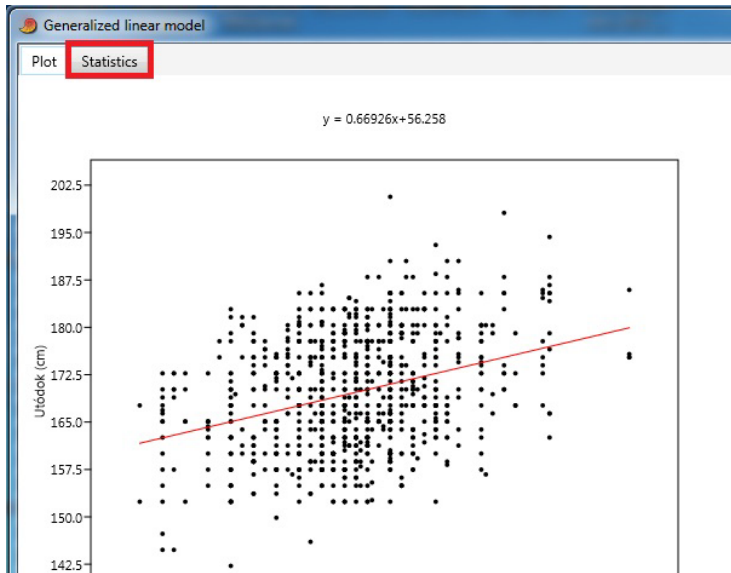 Generalized linear model
Plot Statistics
y = 0.66926x+56.258
202.5
195.0
187.5
180.0
172.5
165.0
157.5
150.0
142.5
Utódok (cm)